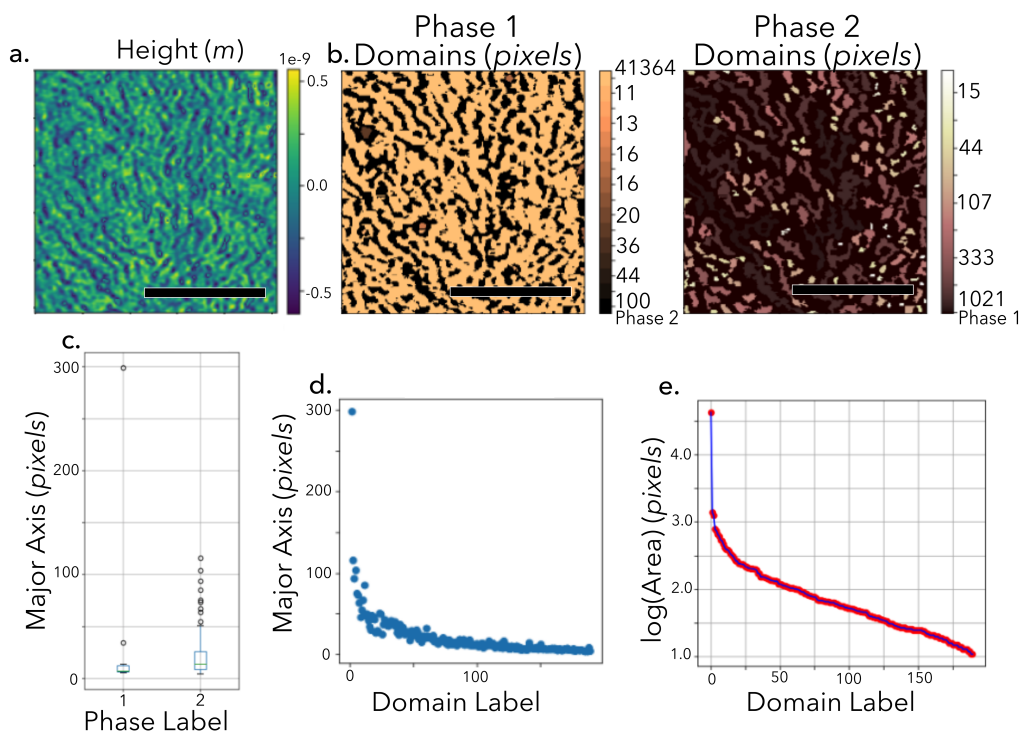 a.
Height (m)
1e-9
0.5
0.0
-0.5
b.
Phase 1
Domains (pixels)
41364
11
13
16
16
20
36
44
100
Phase 2
Phase 2
Domains (pixels)
15
44
107
333
1021
Phase 1
c.
Major Axis (pixels)
300
200
100
0
1
2
Phase Label
d.
Major Axis (pixels)
300
200
100
0
0
100
Domain Label
e.
log(Area) (pixels)
4.0
3.0
2.0
1.0
0
50
100
150
Domain Label